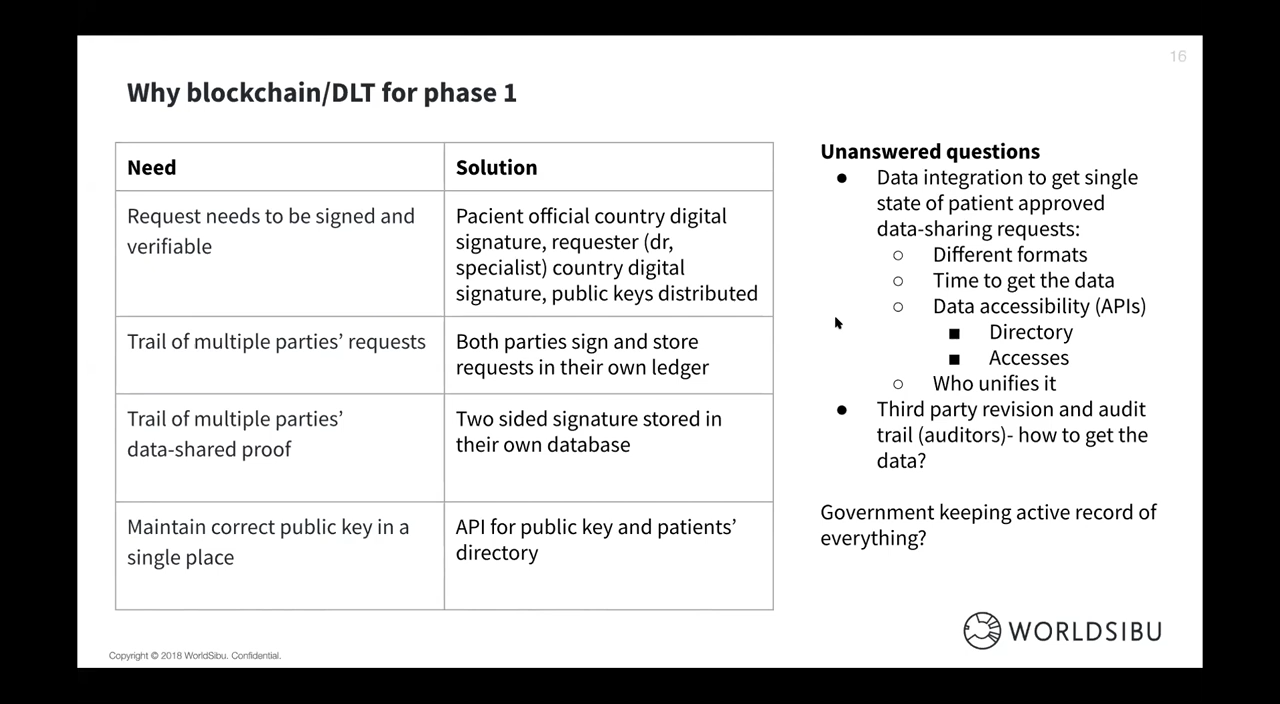 16
Why blockchain/DLT for phase 1
Need
Solution
Request needs to be signed and
verifiable
Pacient official country digital
signature, requester (dr,
specialist) country digital
signature, public keys distributed
Trail of multiple parties’ requests
Both parties sign and store
requests in their own ledger
Trail of multiple parties’
data-shared proof
Two sided signature stored in
their own database
Maintain correct public key in a
single place
API for public key and patients’
directory
Unanswered questions
● Data integration to get single
state of patient approved
data-sharing requests:
○ Different formats
○ Time to get the data
○ Data accessibility (APIs)
■ Directory
■ Accesses
○ Who unifies it
● Third party revision and audit
trail (auditors)- how to get the
data?
Government keeping active record of
everything?
WORLDSIBU
Copyright © 2018 WorldSibu. Confidential.